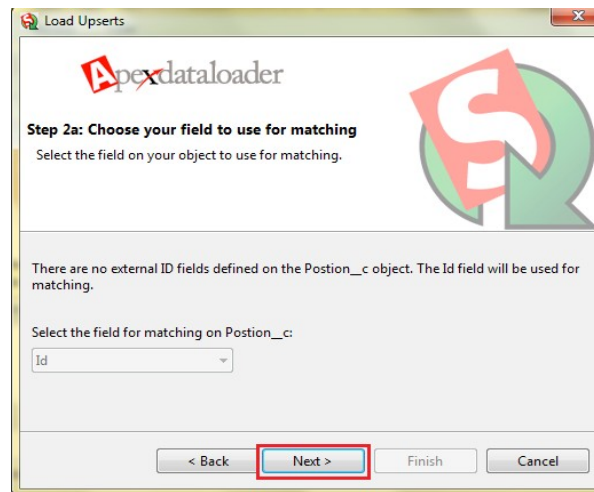 Load Upserts
Apexdataloader
Step 2a: Choose your field to use for matching
Select the field on your object to use for matching.
There are no external ID fields defined on the Postion__c object. The Id field will be used for
matching.
Select the field for matching on Postion__c:
Id
< Back Next > Finish Cancel